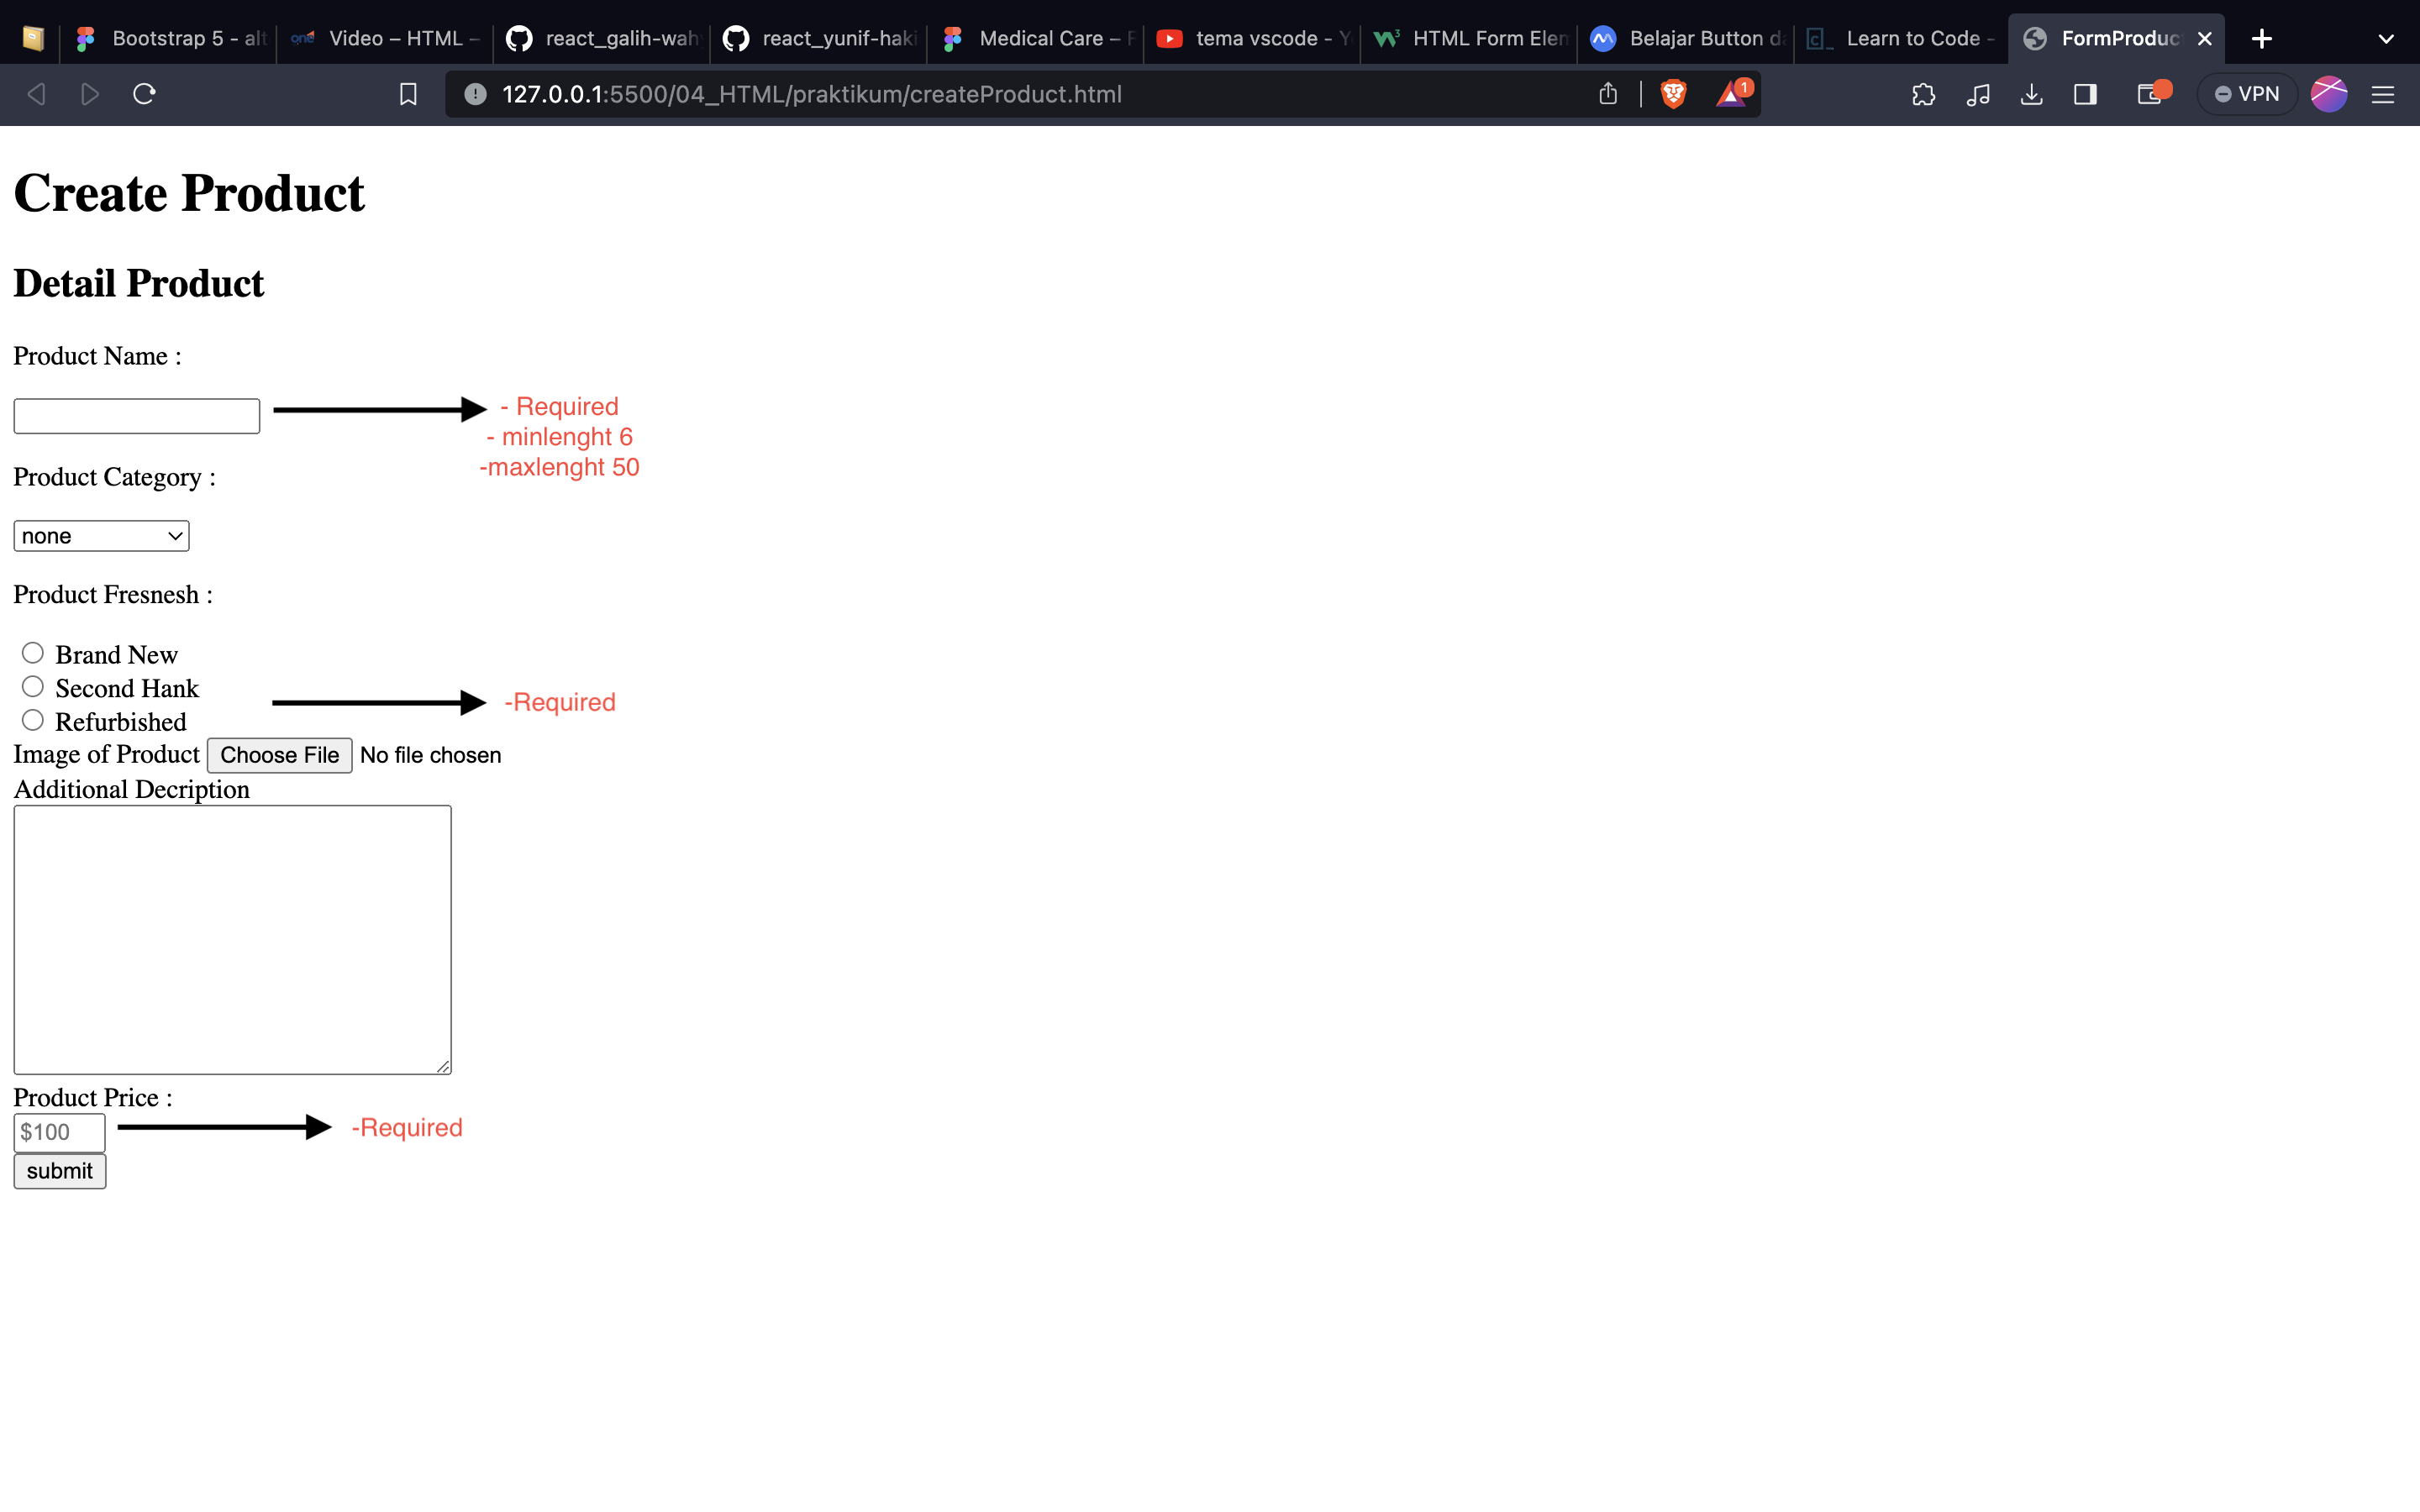 Bootstrap 5 - alt
one
Video – HTML –
react_galih-wah
react_yunif-haki
Medical Care – F
tema vscode - Y
HTML Form Elem
Belajar Button da
Learn to Code -
FormProduc
127.0.0.1:5500/04_HTML/praktikum/createProduct.html
1
VPN
Create Product
Detail Product
Product Name :
- Required
- minlenght 6
-maxlenght 50
Product Category :
none
Product Fresnesh :
Brand New
Second Hank
-Required
Refurbished
Image of Product Choose File No file chosen
Additional Decription
Product Price :
$100
-Required
submit